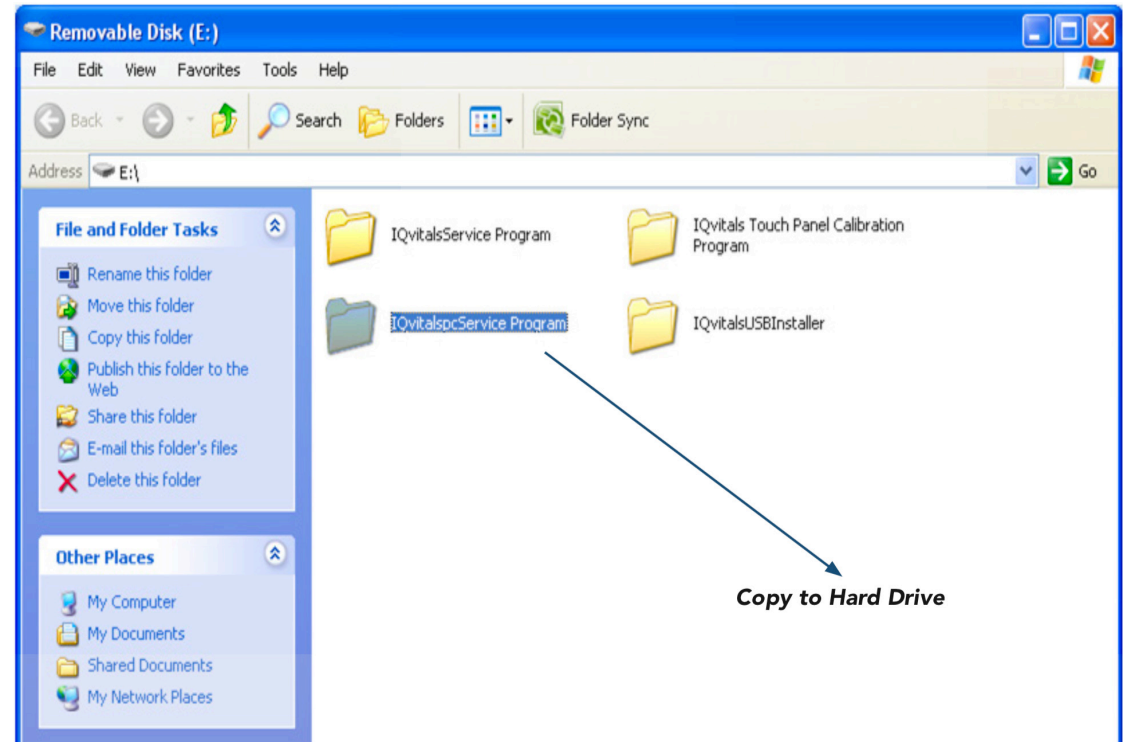 Removable Disk (E:)
File Edit View Favorites Tools Help
Back Search Folders Folder Sync
Address E:\ Go
File and Folder Tasks
Rename this folder
Move this folder
Copy this folder
Publish this folder to the
Web
Share this folder
E-mail this folder's files
Delete this folder
Other Places
My Computer
My Documents
Shared Documents
My Network Places
IQvitalsService Program
IQvitals Touch Panel Calibration
Program
IQvitalspcService Program
IQvitalsUSBInstaller
Copy to Hard Drive